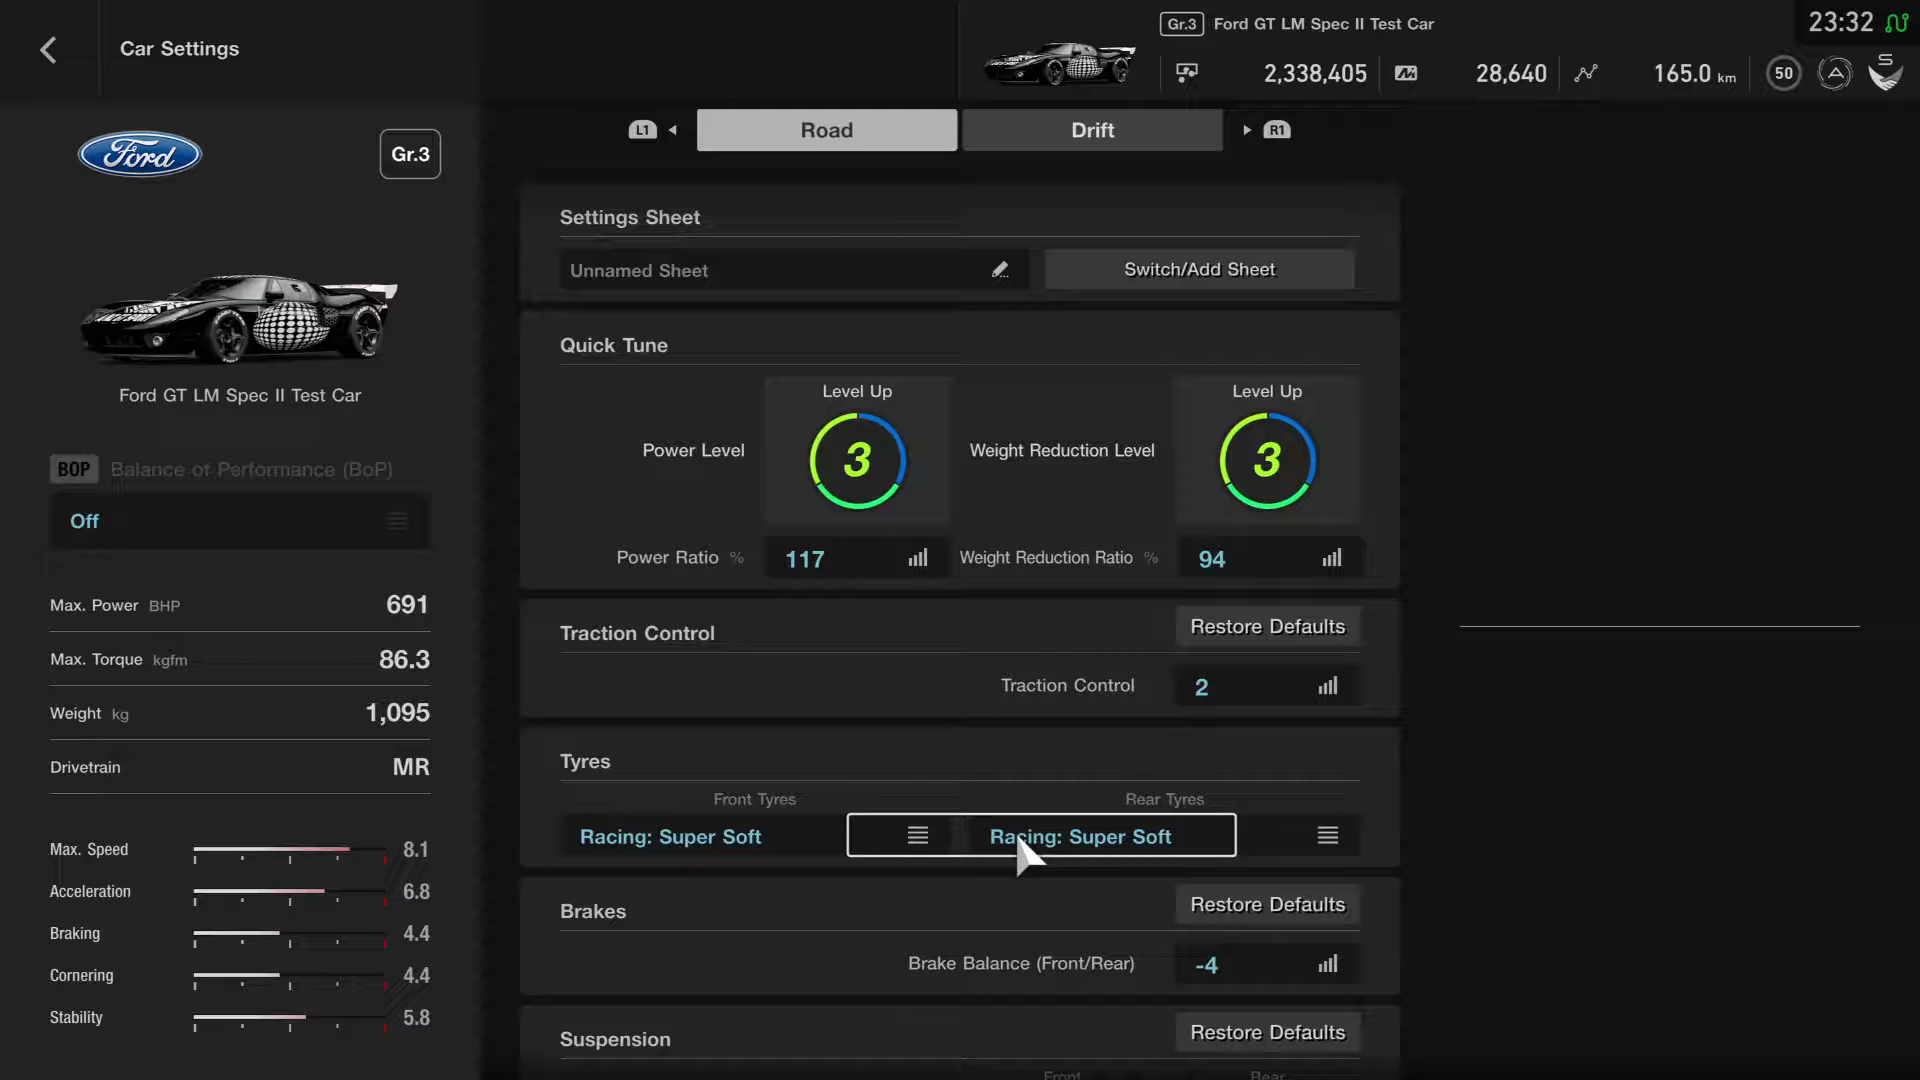 Car Settings
Gr.3 Ford GT LM Spec II Test Car
23:32
2,338,405
28,640
165.0 km
50
S
L1
Road
Drift
R1
Ford
Gr.3
Ford GT LM Spec II Test Car
BOP Balance of Performance (BoP)
Off
Max. Power BHP 691
Max. Torque kgfm 86.3
Weight kg 1,095
Drivetrain MR
Max. Speed 8.1
Acceleration 6.8
Braking 4.4
Cornering 4.4
Stability 5.8
Settings Sheet
Unnamed Sheet
Switch/Add Sheet
Quick Tune
Level Up
Level Up
Power Level 3
Weight Reduction Level 3
Power Ratio % 117
Weight Reduction Ratio % 94
Traction Control
Restore Defaults
Traction Control 2
Tyres
Front Tyres
Rear Tyres
Racing: Super Soft
Racing: Super Soft
Brakes
Restore Defaults
Brake Balance (Front/Rear) -4
Suspension
Restore Defaults
Front
Rear